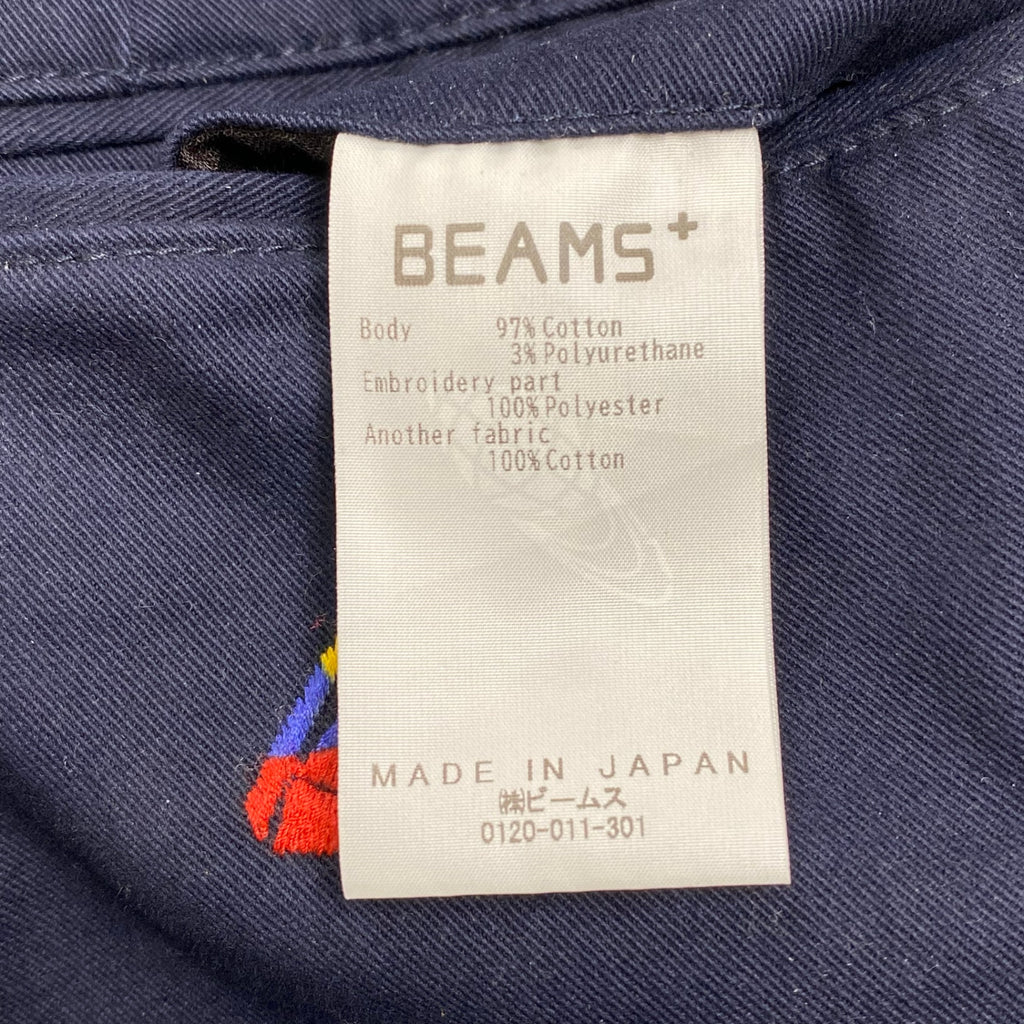 BEAMS+
Body 97% Cotton
3% Polyurethane
Embroidery part
100% Polyester
Another fabric
100% Cotton
MADE IN JAPAN
㈱ビームス
0120-011-301